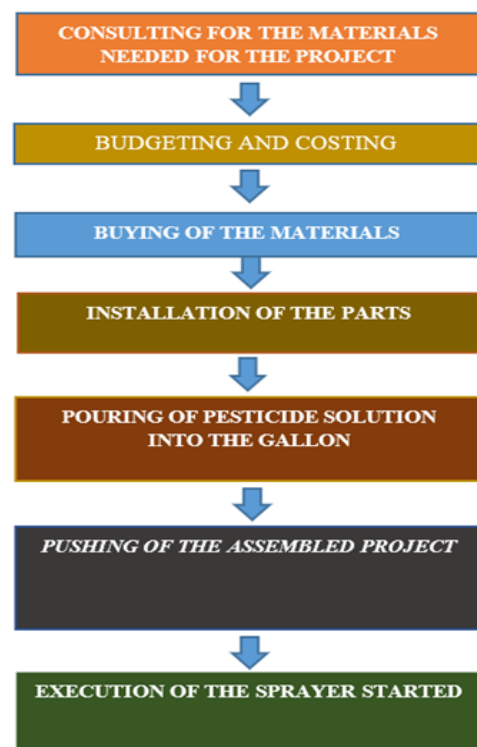 CONSULTING FOR THE MATERIALS
NEEDED FOR THE PROJECT
BUDGETING AND COSTING
BUYING OF THE MATERIALS
INSTALLATION OF THE PARTS
POURING OF PESTICIDE SOLUTION
INTO THE GALLON
PUSHING OF THE ASSEMBLED PROJECT
EXECUTION OF THE SPRAYER STARTED